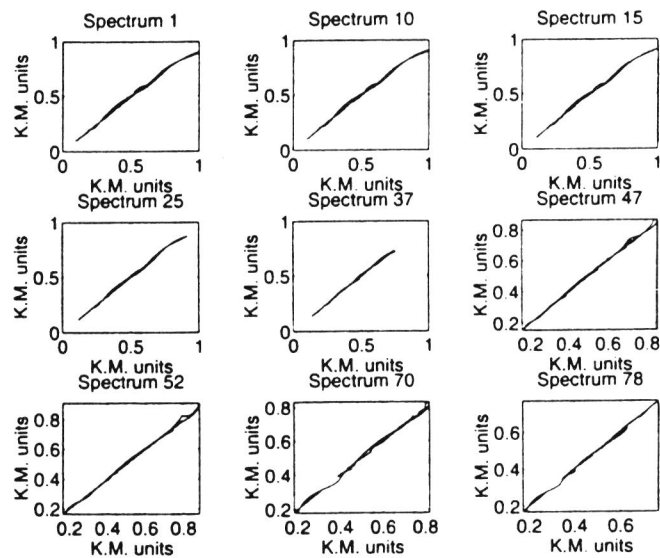 Spectrum 1
Spectrum 10
Spectrum 15
1
0.5
0
K.M. units
0
0.5
1
K.M. units
1
0.5
0
K.M. units
0
0.5
1
K.M. units
1
0.5
0
K.M. units
0
0.5
1
K.M. units
Spectrum 25
Spectrum 37
Spectrum 47
1
0.5
0
K.M. units
0
0.5
1
K.M. units
1
0.5
0
K.M. units
0
0.5
1
K.M. units
0.8
0.6
0.4
0.2
K.M. units
0.2 0.4 0.6 0.8
K.M. units
Spectrum 52
Spectrum 70
Spectrum 78
0.8
0.6
0.4
0.2
K.M. units
0.2 0.4 0.6 0.8
K.M. units
0.8
0.6
0.4
0.2
K.M. units
0.2 0.4 0.6 0.8
K.M. units
0.6
0.4
0.2
K.M. units
0.2 0.4 0.6
K.M. units